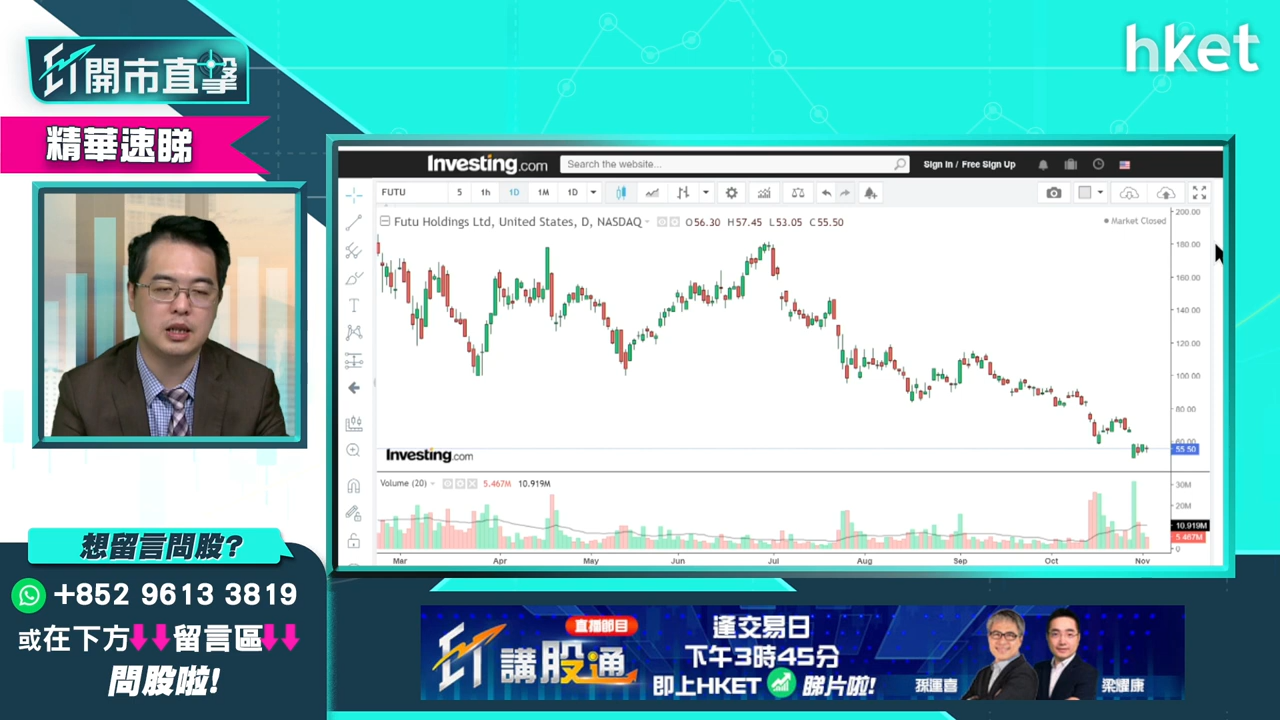 ET開市直擊
hket
精華速睇
Investing.com
Search the website...
Sign In / Free Sign Up
FUTU
5
1h
1D
1M
1D
Futu Holdings Ltd, United States, D, NASDAQ
O56.30 H57.45 L53.05 C55.50
Market Closed
200.00
180.00
160.00
140.00
120.00
100.00
80.00
60.00
55.50
Investing.com
Volume (20)
5.467M
10.919M
30M
20M
10.919M
5.467M
0
Mar
Apr
May
Jun
Jul
Aug
Sep
Oct
Nov
想留言問股?
+852 9613 3819
或在下方⬇⬇留言區⬇⬇
問股啦!
直播節目
ET講股通
逢交易日
下午3時45分
即上HKET睇片啦!
孫運喜
梁耀康